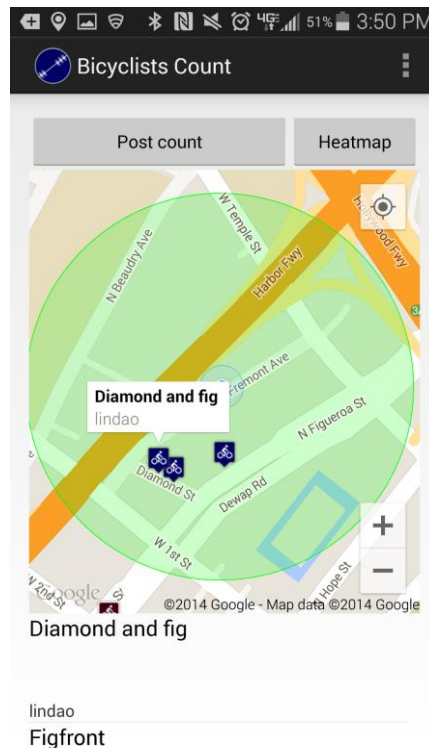 4G LTE 51% 3:50 PM
Bicyclists Count
Post count
Heatmap
W Temple St
Hollywood Fwy
N Beaudry Ave
Harbor Fwy
Fremont Ave
Diamond and fig
lindao
N Figueroa St
Diamond St
Dewap Rd
W 1st St
W 2nd St
N Hope St
+
−
Google
©2014 Google - Map data ©2014 Google
Diamond and fig
lindao
Figfront